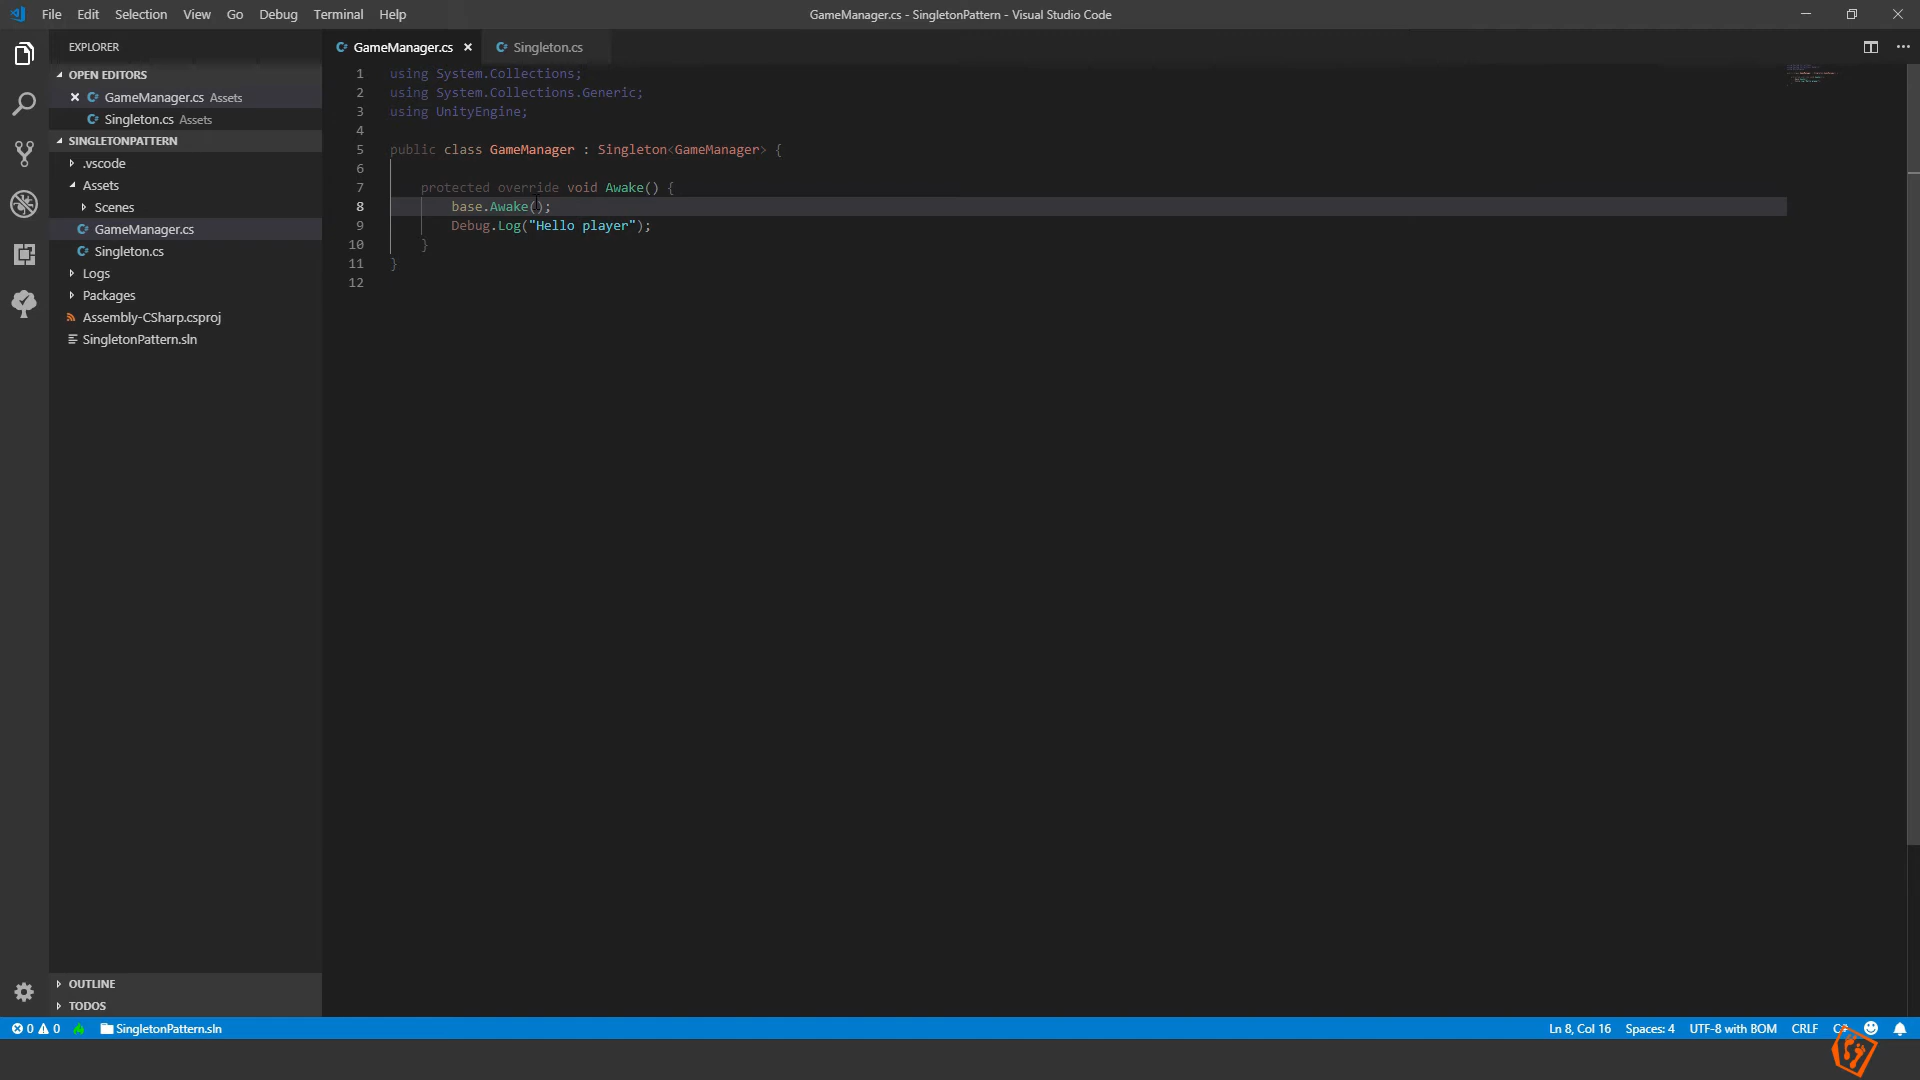 File Edit Selection View Go Debug Terminal Help
GameManager.cs - SingletonPattern - Visual Studio Code
EXPLORER
OPEN EDITORS
GameManager.cs Assets
Singleton.cs Assets
SINGLETONPATTERN
.vscode
Assets
Scenes
GameManager.cs
Singleton.cs
Logs
Packages
Assembly-CSharp.csproj
SingletonPattern.sln
OUTLINE
TODOS
GameManager.cs Singleton.cs
1 using System.Collections;
2 using System.Collections.Generic;
3 using UnityEngine;
4
5 public class GameManager : Singleton<GameManager> {
6
7 protected override void Awake() {
8 base.Awake();
9 Debug.Log("Hello player");
10 }
11 }
12
0 0 SingletonPattern.sln
Ln 8, Col 16 Spaces: 4 UTF-8 with BOM CRLF C#